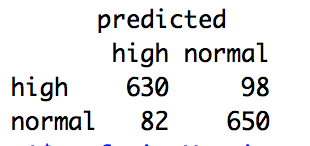 predicted
high normal
high 630 98
normal 82 650